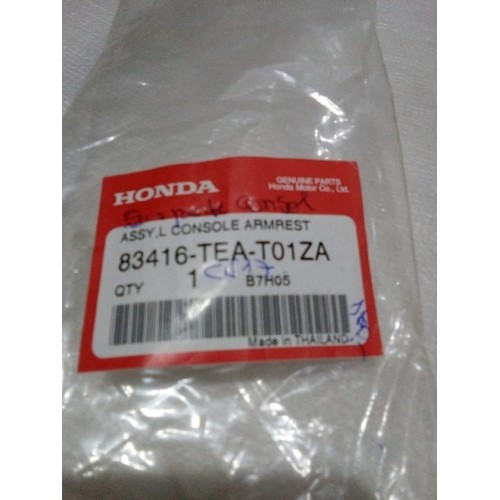 HONDA
GENUINE PARTS
Honda Motor Co., Ltd.
Consol
ASSY,L CONSOLE ARMREST
83416-TEA-T01ZA
QTY 1 B7H05
Made in THAILAND